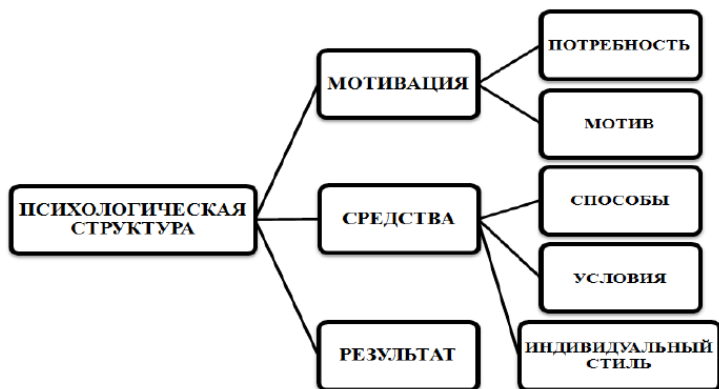 ПСИХОЛОГИЧЕСКАЯ
СТРУКТУРА
МОТИВАЦИЯ
ПОТРЕБНОСТЬ
МОТИВ
СРЕДСТВА
СПОСОБЫ
УСЛОВИЯ
ИНДИВИДУАЛЬНЫЙ
СТИЛЬ
РЕЗУЛЬТАТ